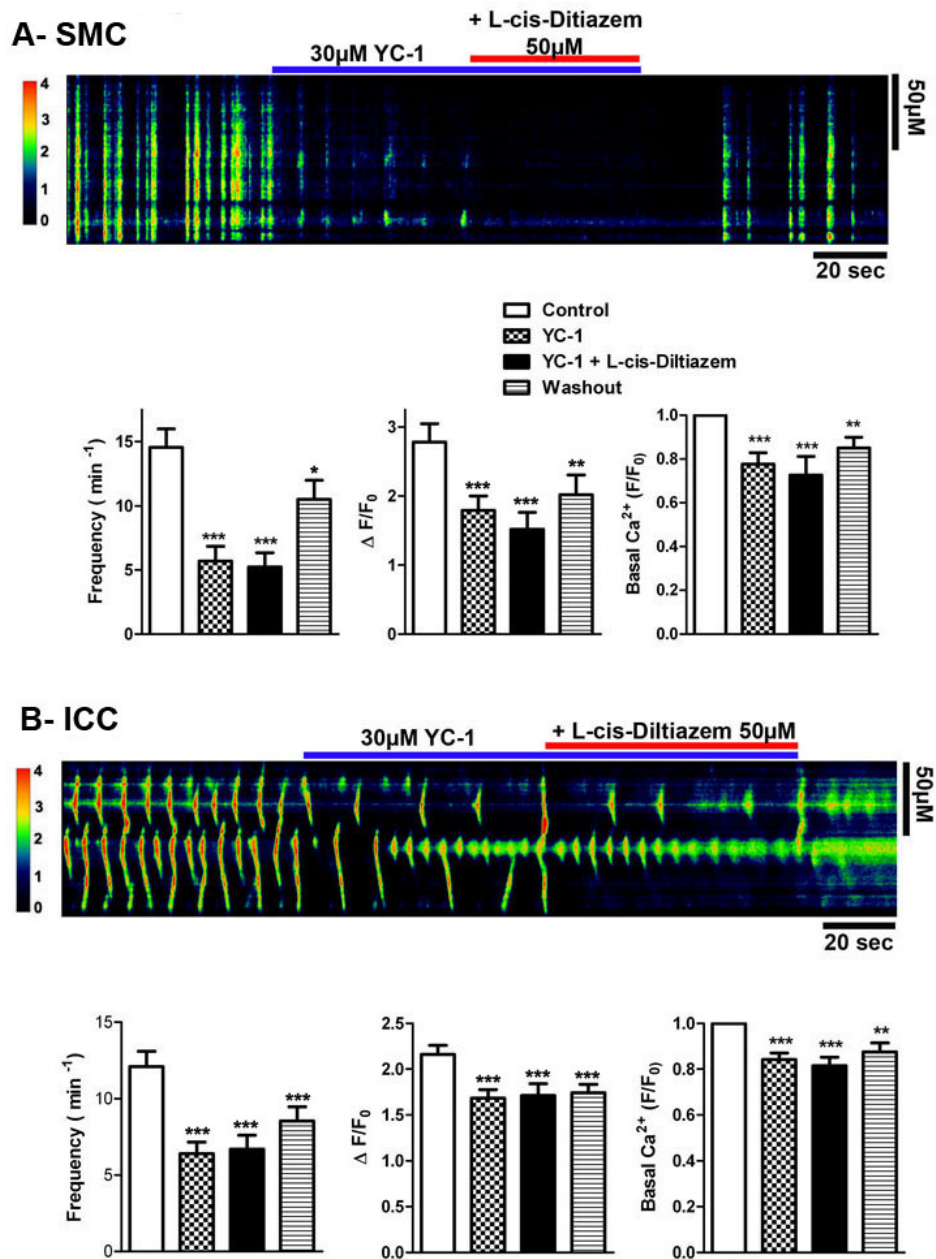 A- SMC
+ L-cis-Ditiazem
30µM YC-1
50µM
4
3
2
1
0
50µM
20 sec
Control
YC-1
YC-1 + L-cis-Diltiazem
Washout
Frequency ( min -1)
15
10
5
0
***
***
*
Δ F/F0
3
2
1
0
***
***
**
Basal Ca2+ (F/F0)
1.0
0.8
0.6
0.4
0.2
0.0
***
***
**
B- ICC
30µM YC-1
+ L-cis-Diltiazem 50µM
4
3
2
1
0
50µM
20 sec
Frequency ( min -1)
15
10
5
0
***
***
***
Δ F/F0
2.5
2.0
1.5
1.0
0.5
0.0
***
***
***
Basal Ca2+ (F/F0)
1.0
0.8
0.6
0.4
0.2
0.0
***
***
**